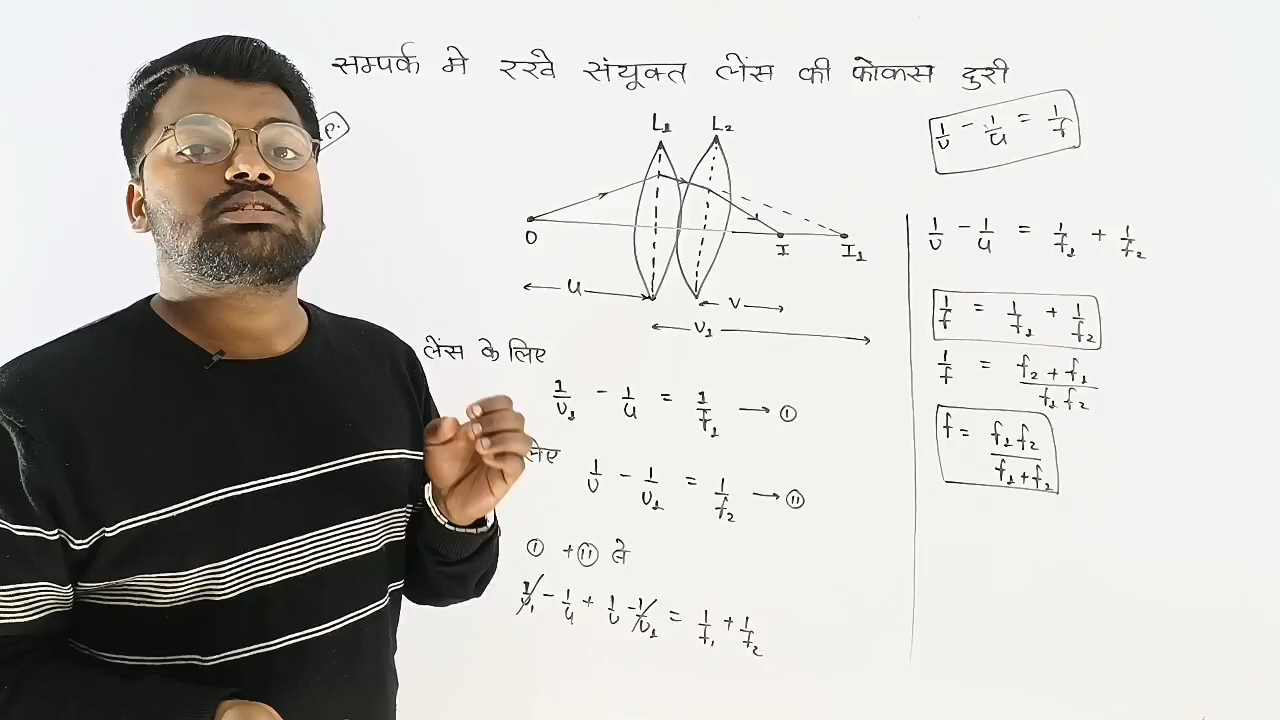 सम्पर्क मे रखे संयूक्त लेंस की फोकस दुरी
P.
L₁ L₂
O I I₁
u v
v₁
लेंस के लिए
1/v₁ - 1/u = 1/f₁ → (I)
लिए
1/v - 1/v₁ = 1/f₂ → (II)
(I) + (II) से
1/v₁ - 1/u + 1/v - 1/v₁ = 1/f₁ + 1/f₂
1/v - 1/u = 1/f
1/v - 1/u = 1/f₁ + 1/f₂
1/f = 1/f₁ + 1/f₂
1/f = f₂ + f₁ / f₁ f₂
f = f₁ f₂ / f₁ + f₂